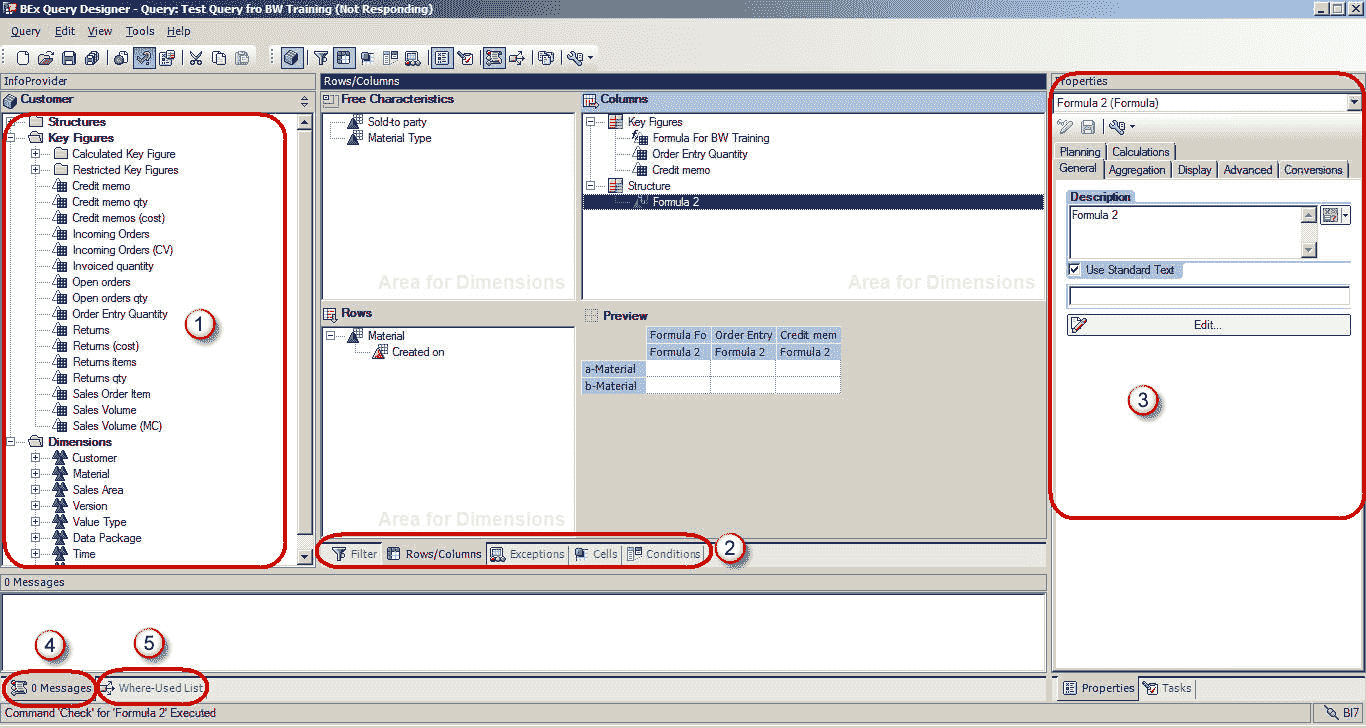 BEx Query Designer - Query: Test Query fro BW Training (Not Responding)
Query Edit View Tools Help
InfoProvider
Customer
Structures
Key Figures
Calculated Key Figure
Restricted Key Figures
Credit memo
Credit memo qty
Credit memos (cost)
Incoming Orders
Incoming Orders (CV)
Invoiced quantity
Open orders
Open orders qty
Order Entry Quantity
Returns
Returns (cost)
Returns items
Returns qty
Sales Order Item
Sales Volume
Sales Volume (MC)
Dimensions
Customer
Material
Sales Area
Version
Value Type
Data Package
Time
1
Rows/Columns
Free Characteristics
Sold-to party
Material Type
Area for Dimensions
Columns
Key Figures
Formula For BW Training
Order Entry Quantity
Credit memo
Structure
Formula 2
Area for Dimensions
Rows
Material
Created on
Area for Dimensions
Preview
Formula Fo Order Entry Credit mem
Formula 2 Formula 2 Formula 2
a-Material
b-Material
Filter Rows/Columns Exceptions Cells Conditions
2
Properties
Formula 2 (Formula)
Planning Calculations
General Aggregation Display Advanced Conversions
Description
Formula 2
Use Standard Text
Edit...
3
0 Messages
4
5
0 Messages Where-Used List
Properties Tasks
Command 'Check' for 'Formula 2' Executed
BI7